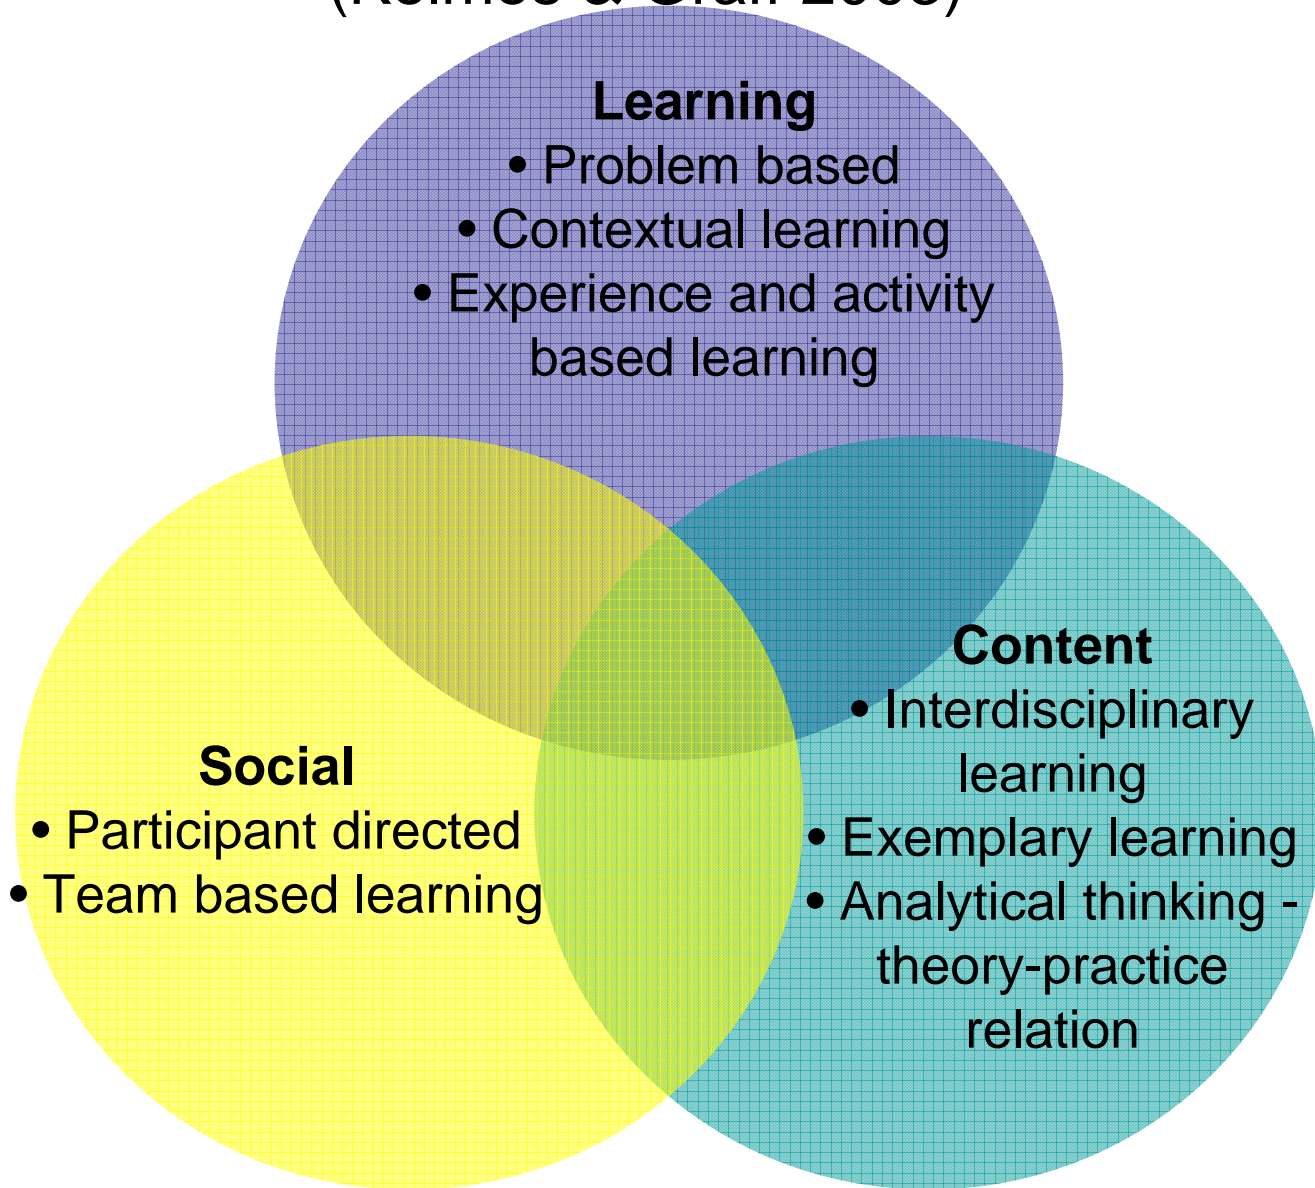 Learning
• Problem based
• Contextual learning
• Experience and activity
based learning
Content
• Interdisciplinary
learning
• Exemplary learning
• Analytical thinking -
theory-practice
relation
Social
• Participant directed
• Team based learning